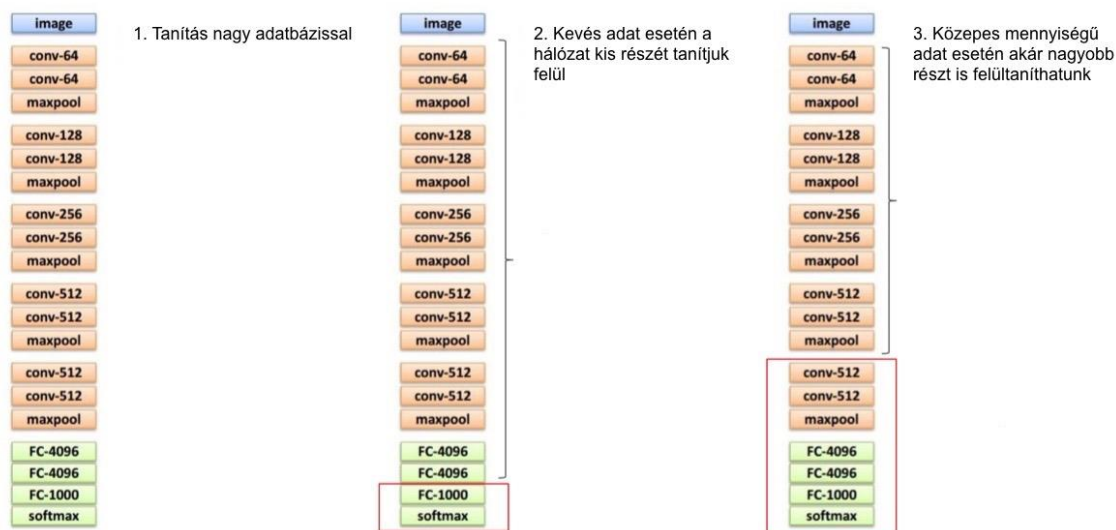 image
conv-64
conv-64
maxpool
conv-128
conv-128
maxpool
conv-256
conv-256
maxpool
conv-512
conv-512
maxpool
conv-512
conv-512
maxpool
FC-4096
FC-4096
FC-1000
softmax
1. Tanítás nagy adatbázissal
image
conv-64
conv-64
maxpool
conv-128
conv-128
maxpool
conv-256
conv-256
maxpool
conv-512
conv-512
maxpool
conv-512
conv-512
maxpool
FC-4096
FC-4096
FC-1000
softmax
2. Kevés adat esetén a
hálózat kis részét tanítjuk
felül
image
conv-64
conv-64
maxpool
conv-128
conv-128
maxpool
conv-256
conv-256
maxpool
conv-512
conv-512
maxpool
conv-512
conv-512
maxpool
FC-4096
FC-4096
FC-1000
softmax
3. Közepes mennyiségű
adat esetén akár nagyobb
részt is felültaníthatunk